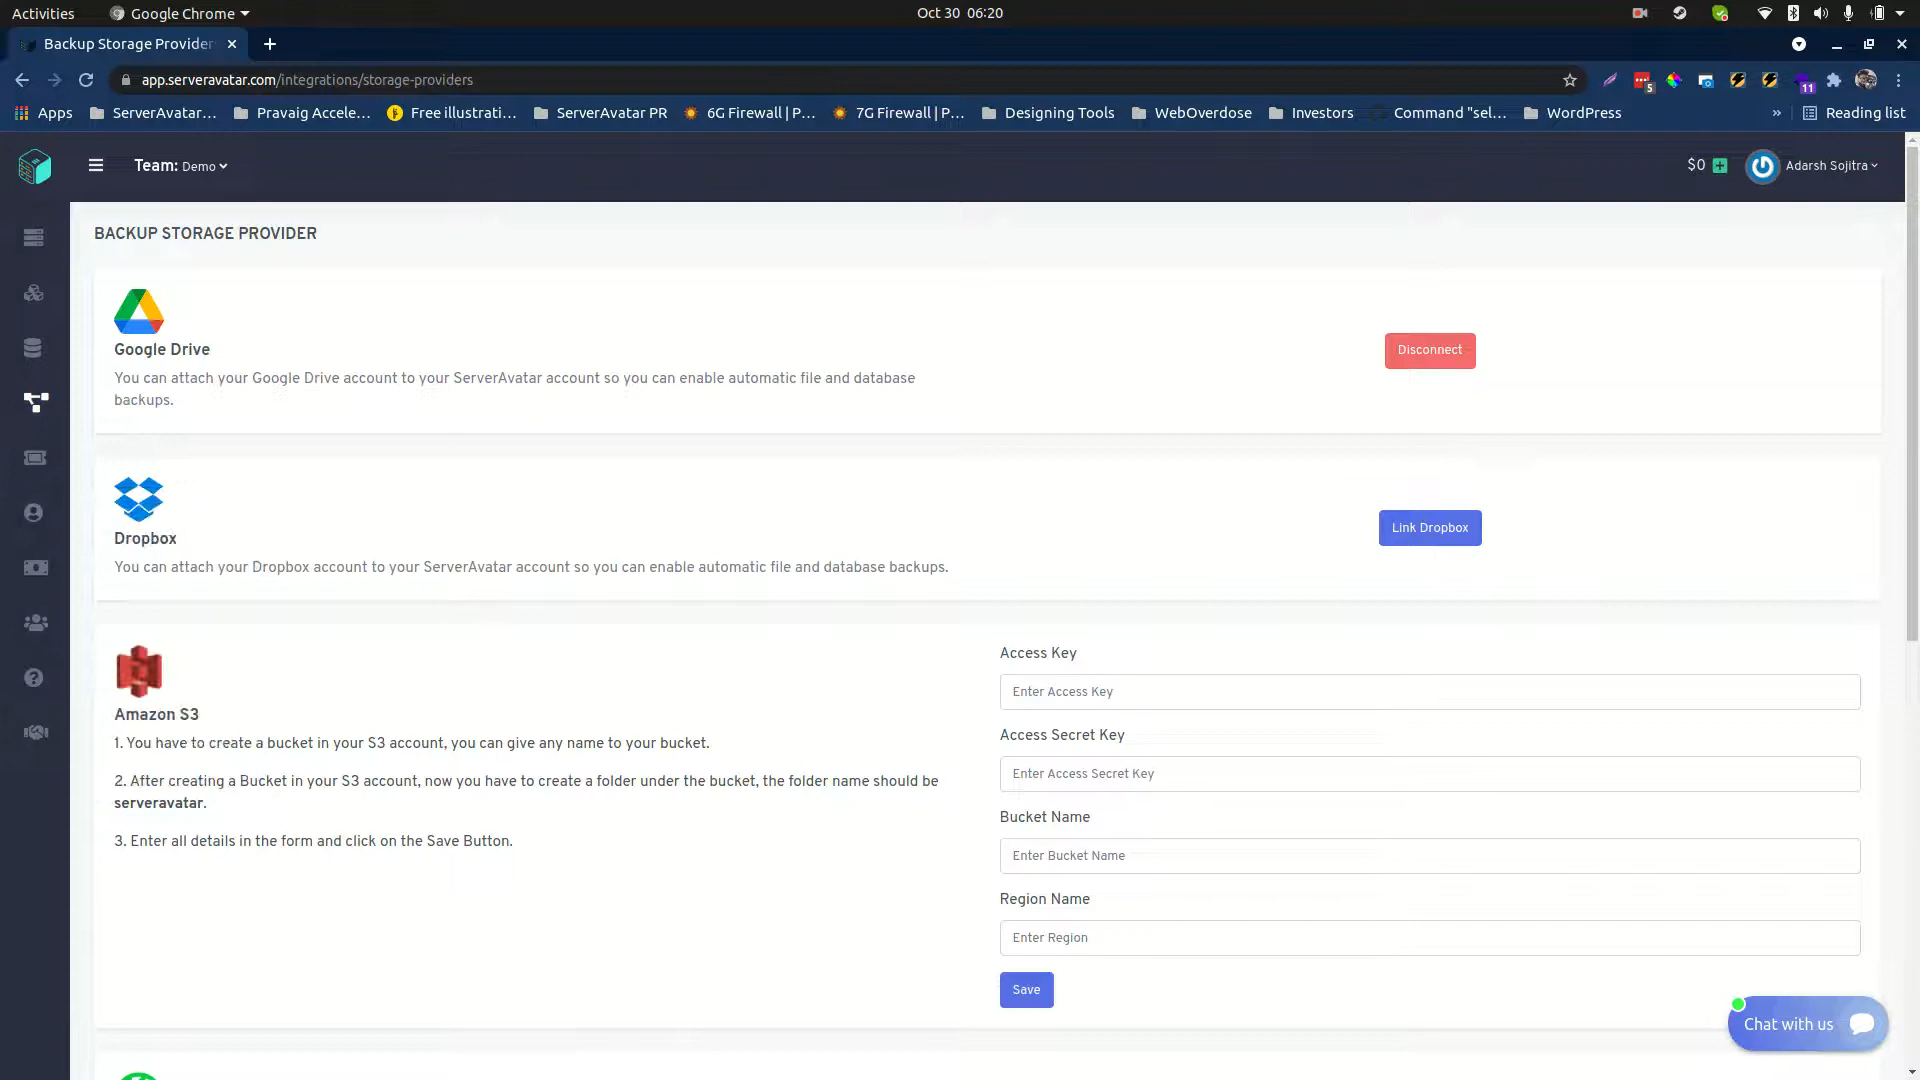 Activities
Google Chrome
Oct 30 06:20
Backup Storage Provider
app.serveravatar.com/integrations/storage-providers
5
11
Apps
ServerAvatar...
Pravaig Accele...
Free illustrati...
ServerAvatar PR
6G Firewall | P...
7G Firewall | P...
Designing Tools
WebOverdose
Investors
Command "sel...
WordPress
»
Reading list
Team: Demo
$0
Adarsh Sojitra
BACKUP STORAGE PROVIDER
Google Drive
You can attach your Google Drive account to your ServerAvatar account so you can enable automatic file and database
backups.
Disconnect
Dropbox
You can attach your Dropbox account to your ServerAvatar account so you can enable automatic file and database backups.
Link Dropbox
Amazon S3
1. You have to create a bucket in your S3 account, you can give any name to your bucket.
2. After creating a Bucket in your S3 account, now you have to create a folder under the bucket, the folder name should be
serveravatar.
3. Enter all details in the form and click on the Save Button.
Access Key
Enter Access Key
Access Secret Key
Enter Access Secret Key
Bucket Name
Enter Bucket Name
Region Name
Enter Region
Save
Chat with us